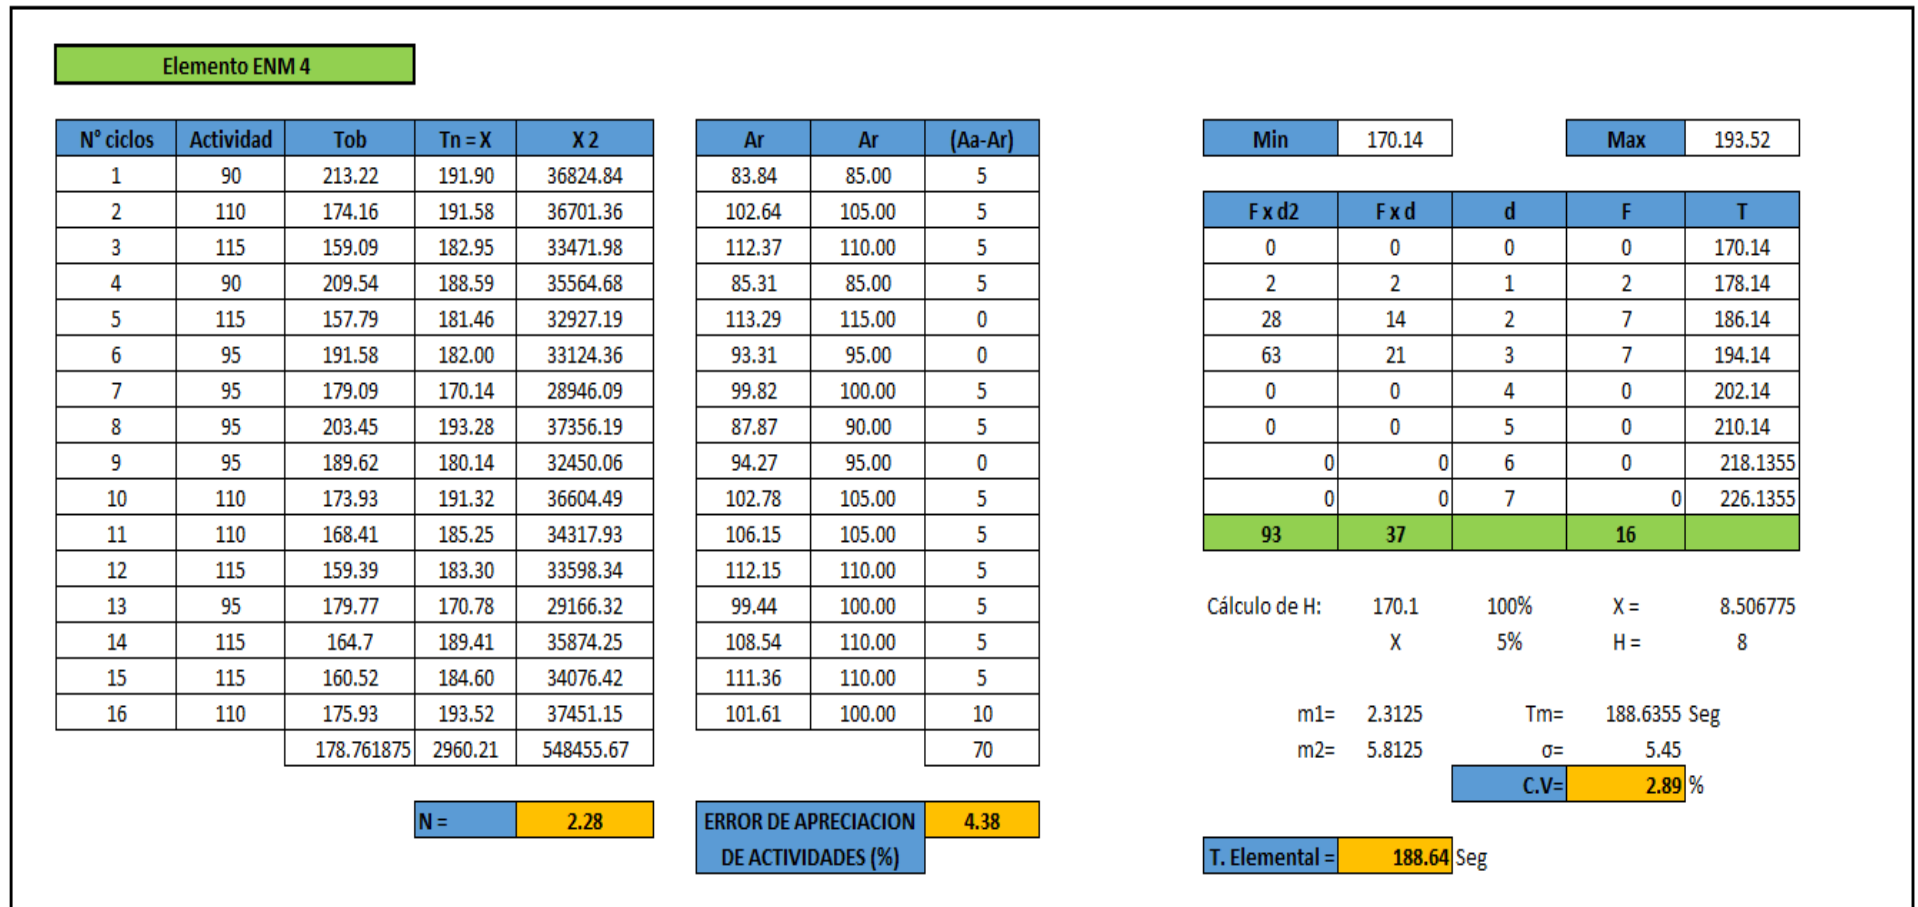 Elemento ENM 4
N° ciclos Actividad Tob Tn = X X 2 Ar Ar (Aa-Ar) Min 170.14 Max 193.52
1 90 213.22 191.90 36824.84 83.84 85.00 5
2 110 174.16 191.58 36701.36 102.64 105.00 5 F x d2 F x d d F T
3 115 159.09 182.95 33471.98 112.37 110.00 5 0 0 0 0 170.14
4 90 209.54 188.59 35564.68 85.31 85.00 5 2 2 1 2 178.14
5 115 157.79 181.46 32927.19 113.29 115.00 0 28 14 2 7 186.14
6 95 191.58 182.00 33124.36 93.31 95.00 0 63 21 3 7 194.14
7 95 179.09 170.14 28946.09 99.82 100.00 5 0 0 4 0 202.14
8 95 203.45 193.28 37356.19 87.87 90.00 5 0 0 5 0 210.14
9 95 189.62 180.14 32450.06 94.27 95.00 0 0 0 6 0 218.1355
10 110 173.93 191.32 36604.49 102.78 105.00 5 0 0 7 0 226.1355
11 110 168.41 185.25 34317.93 106.15 105.00 5 93 37 16
12 115 159.39 183.30 33598.34 112.15 110.00 5
13 95 179.77 170.78 29166.32 99.44 100.00 5 Cálculo de H: 170.1 100% X = 8.506775
14 115 164.7 189.41 35874.25 108.54 110.00 5 X 5% H = 8
15 115 160.52 184.60 34076.42 111.36 110.00 5
16 110 175.93 193.52 37451.15 101.61 100.00 10 m1= 2.3125 Tm= 188.6355 Seg
178.761875 2960.21 548455.67 70 m2= 5.8125 σ= 5.45
C.V= 2.89 %
N = 2.28 ERROR DE APRECIACION 4.38
DE ACTIVIDADES (%) T. Elemental = 188.64 Seg